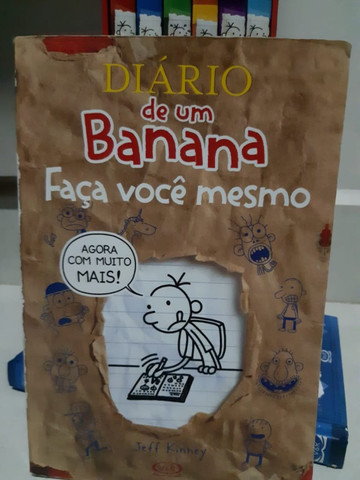 DIÁRIO
de um
Banana
Faça você mesmo
AGORA
COM MUITO
MAIS!
Jeff Kinney